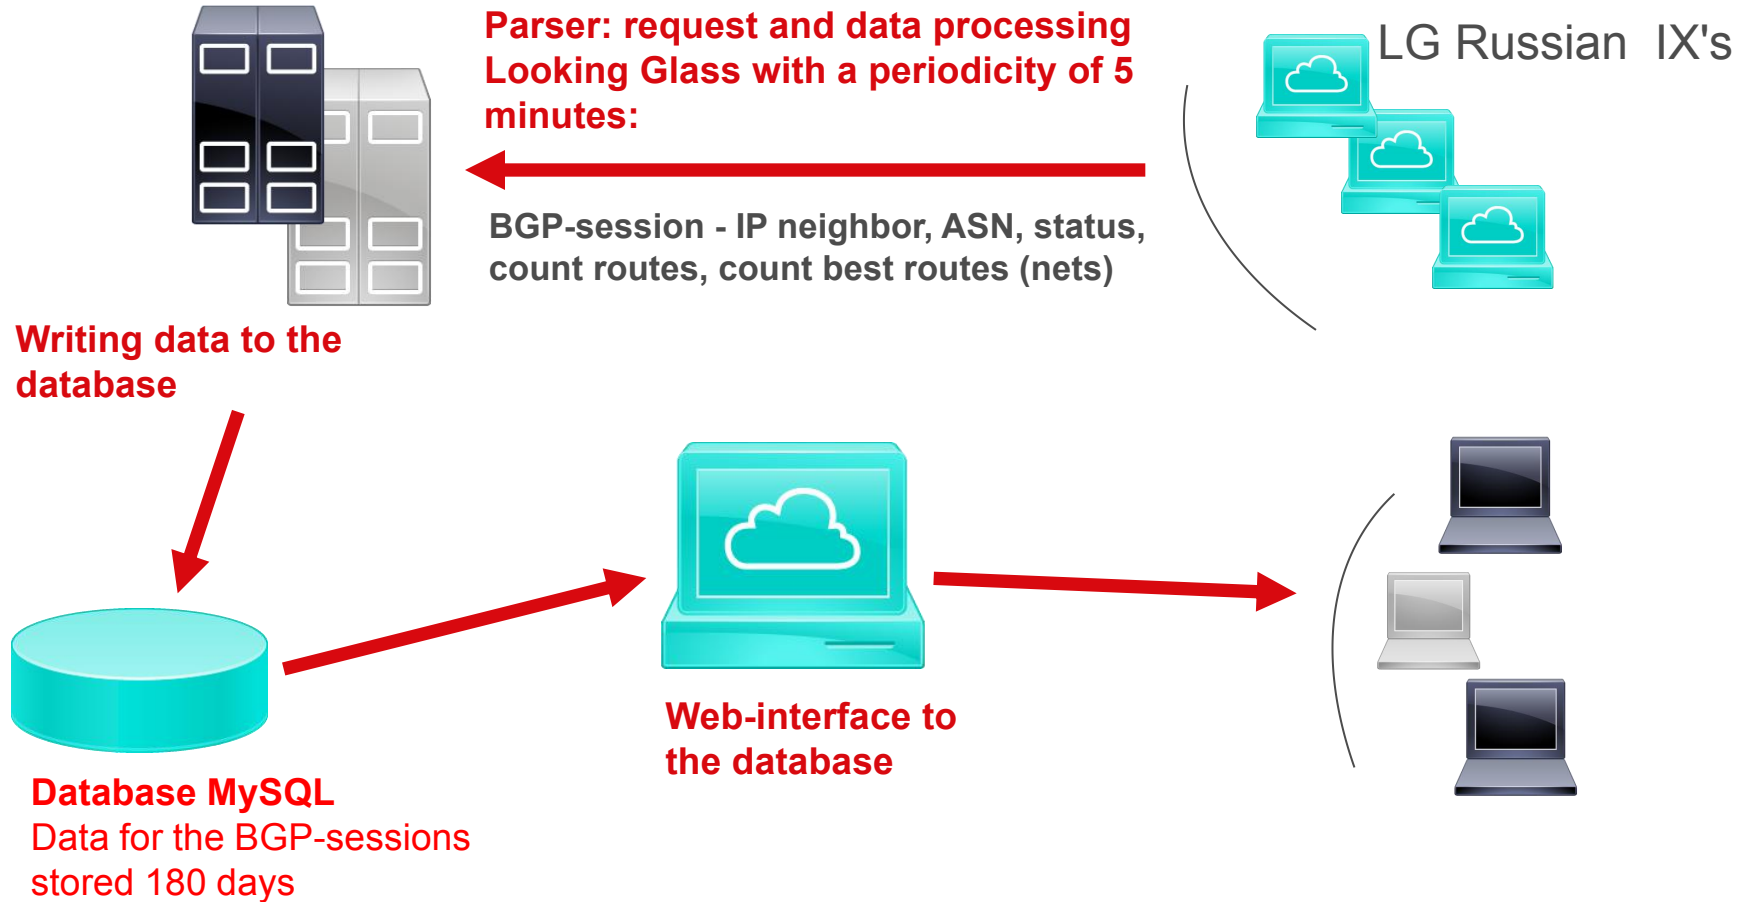 Parser: request and data processing
Looking Glass with a periodicity of 5
minutes:
LG Russian IX's
BGP-session - IP neighbor, ASN, status,
count routes, count best routes (nets)
Writing data to the
database
Web-interface to
the database
Database MySQL
Data for the BGP-sessions
stored 180 days